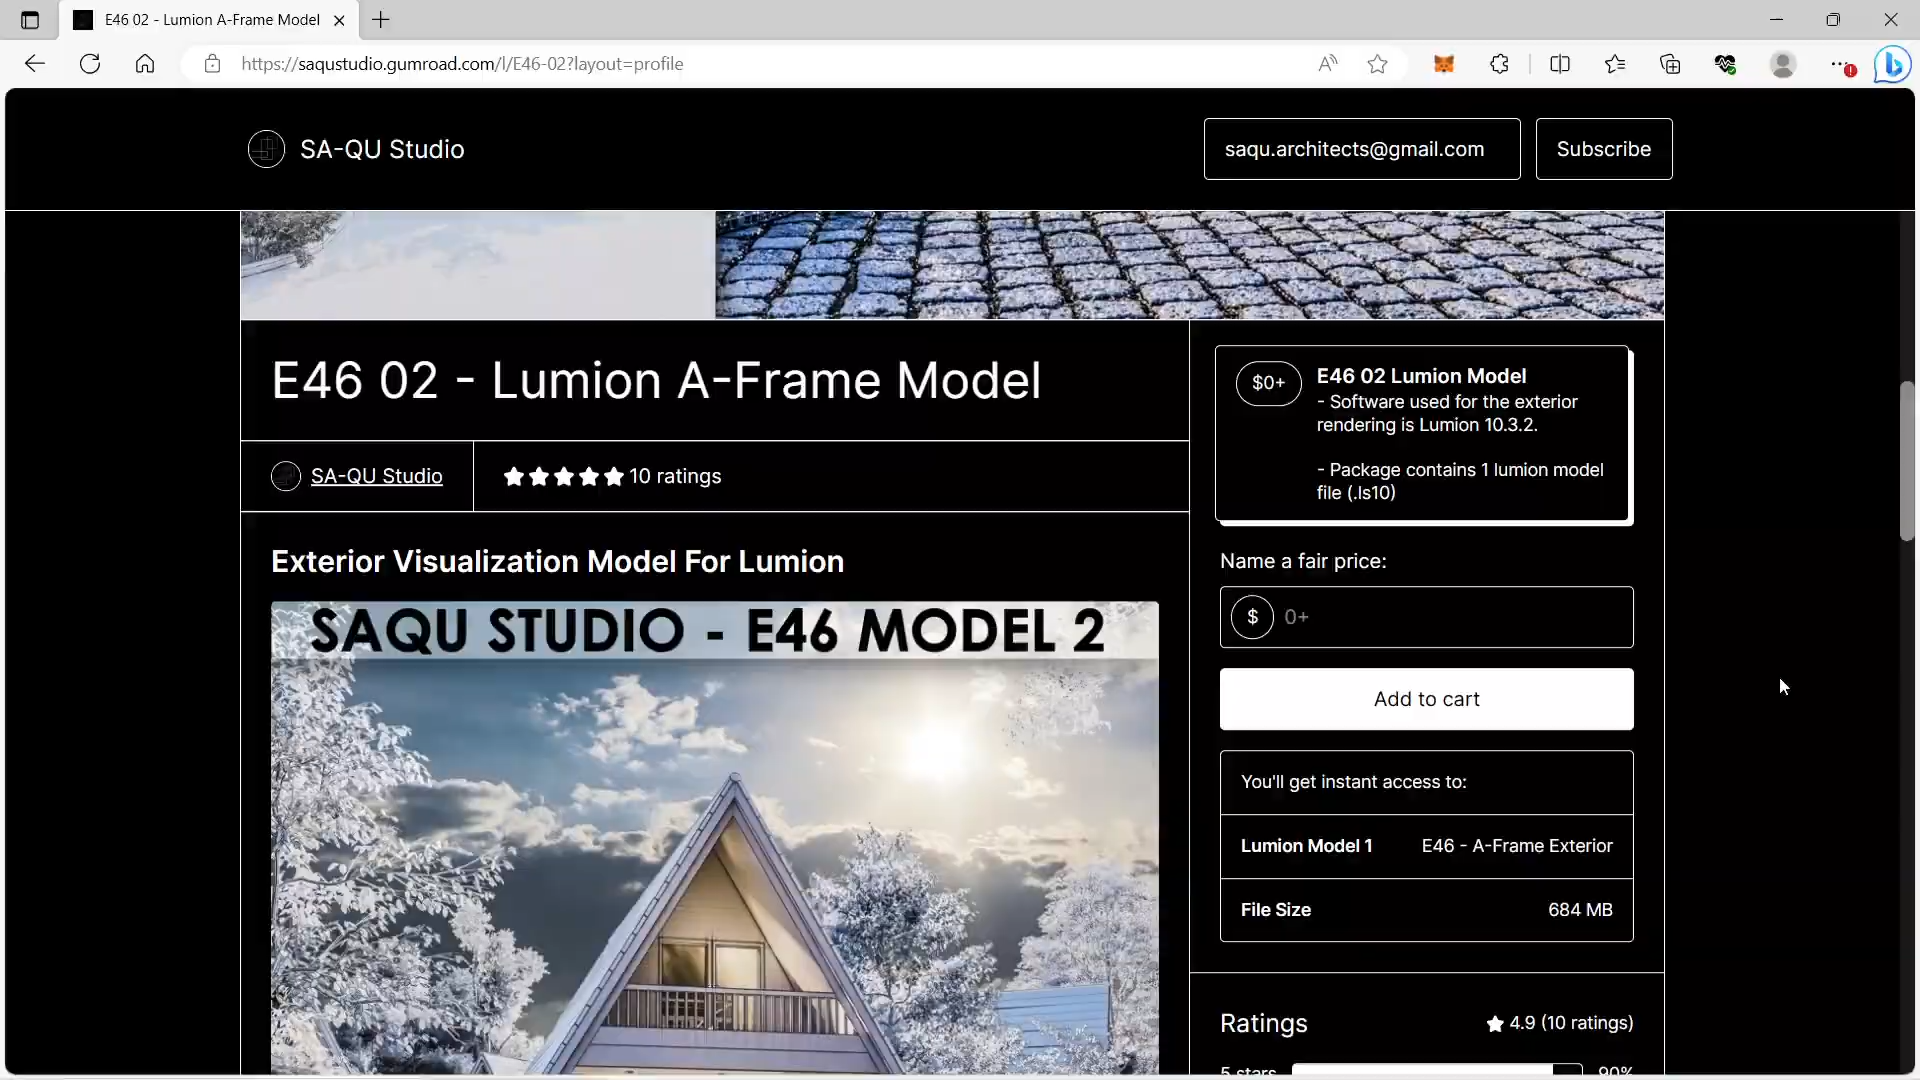 E46 02 - Lumion A-Frame Model
https://saqustudio.gumroad.com/l/E46-02?layout=profile
SA-QU Studio
saqu.architects@gmail.com
Subscribe
E46 02 - Lumion A-Frame Model
SA-QU Studio
10 ratings
Exterior Visualization Model For Lumion
SAQU STUDIO - E46 MODEL 2
$0+
E46 02 Lumion Model
- Software used for the exterior
rendering is Lumion 10.3.2.
- Package contains 1 lumion model
file (.ls10)
Name a fair price:
$ 0+
Add to cart
You'll get instant access to:
Lumion Model 1 E46 - A-Frame Exterior
File Size 684 MB
Ratings
4.9 (10 ratings)
5 stars 90%